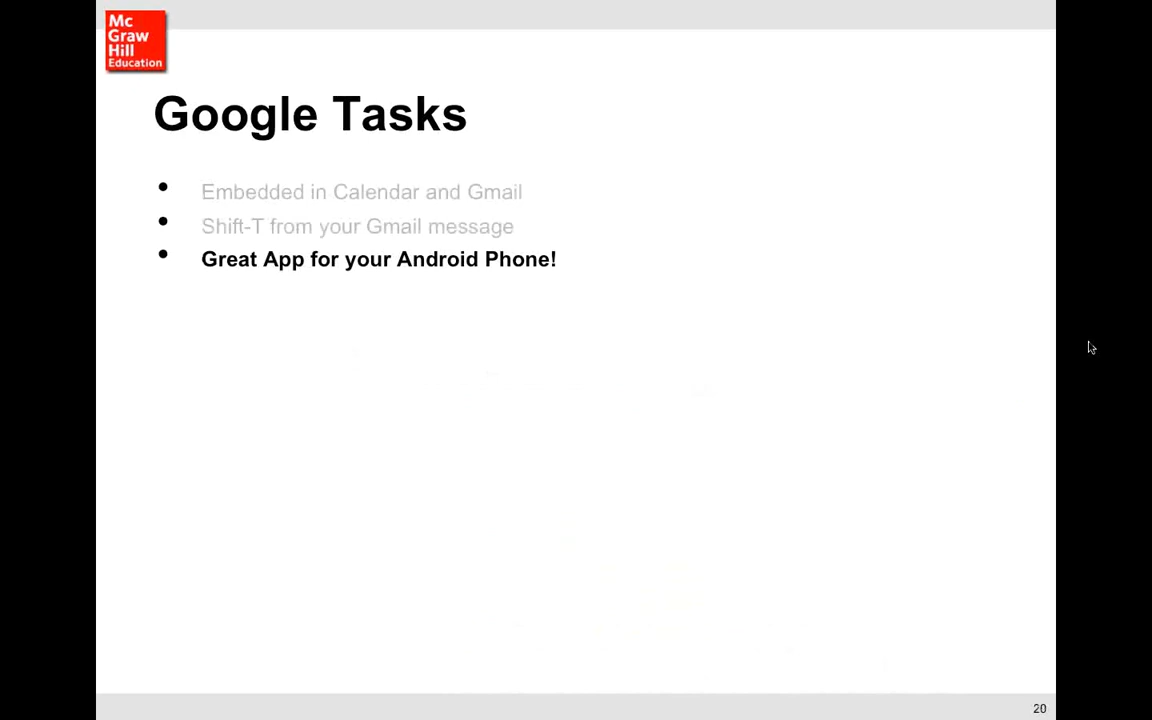 Mc
Graw
Hill
Education
Google Tasks
• Embedded in Calendar and Gmail
• Shift-T from your Gmail message
• Great App for your Android Phone!
20